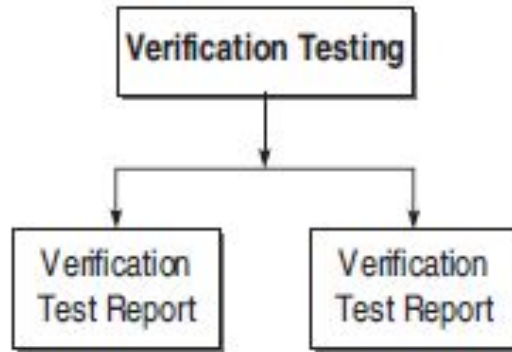 Verification Testing
Verification
Test Report
Verification
Test Report